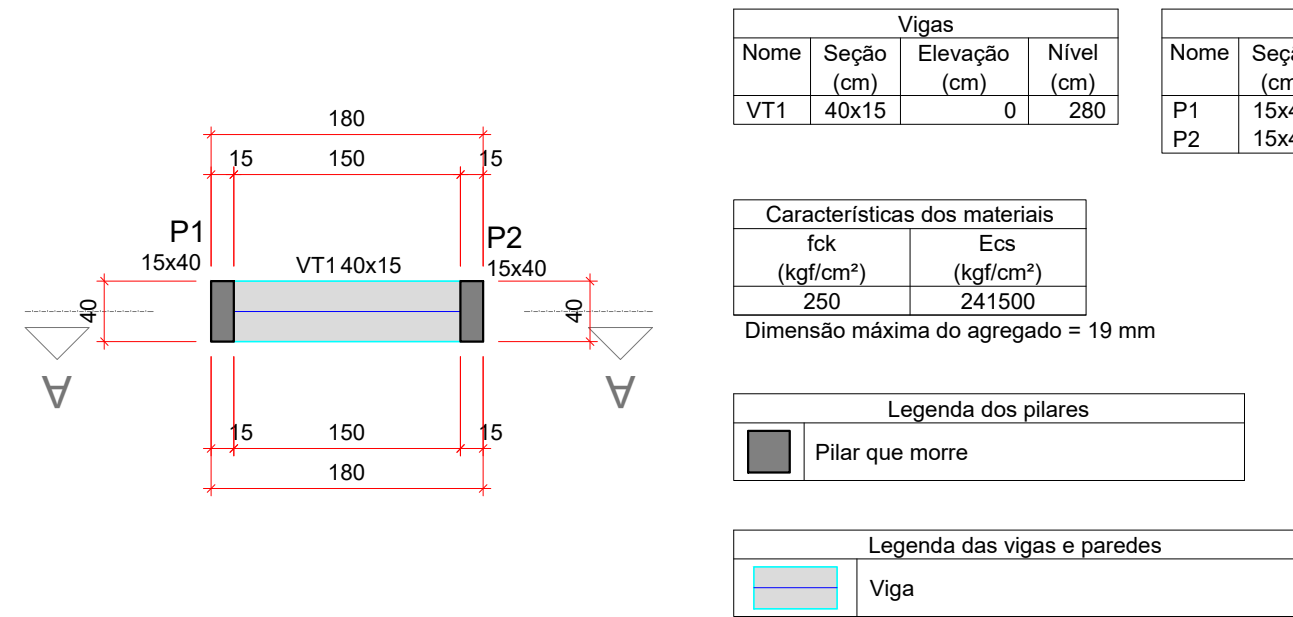 180
15 150 15
P1
15x40
VT1 40x15
P2
15x40
40
40
A
A
15 150 15
180
Vigas
Nome Seção Elevação Nível
(cm) (cm) (cm)
VT1 40x15 0 280
Nome
P1
P2
Características dos materiais
fck Ecs
(kgf/cm²) (kgf/cm²)
250 241500
Dimensão máxima do agregado = 19 mm
Legenda dos pilares
Pilar que morre
Legenda das vigas e paredes
Viga